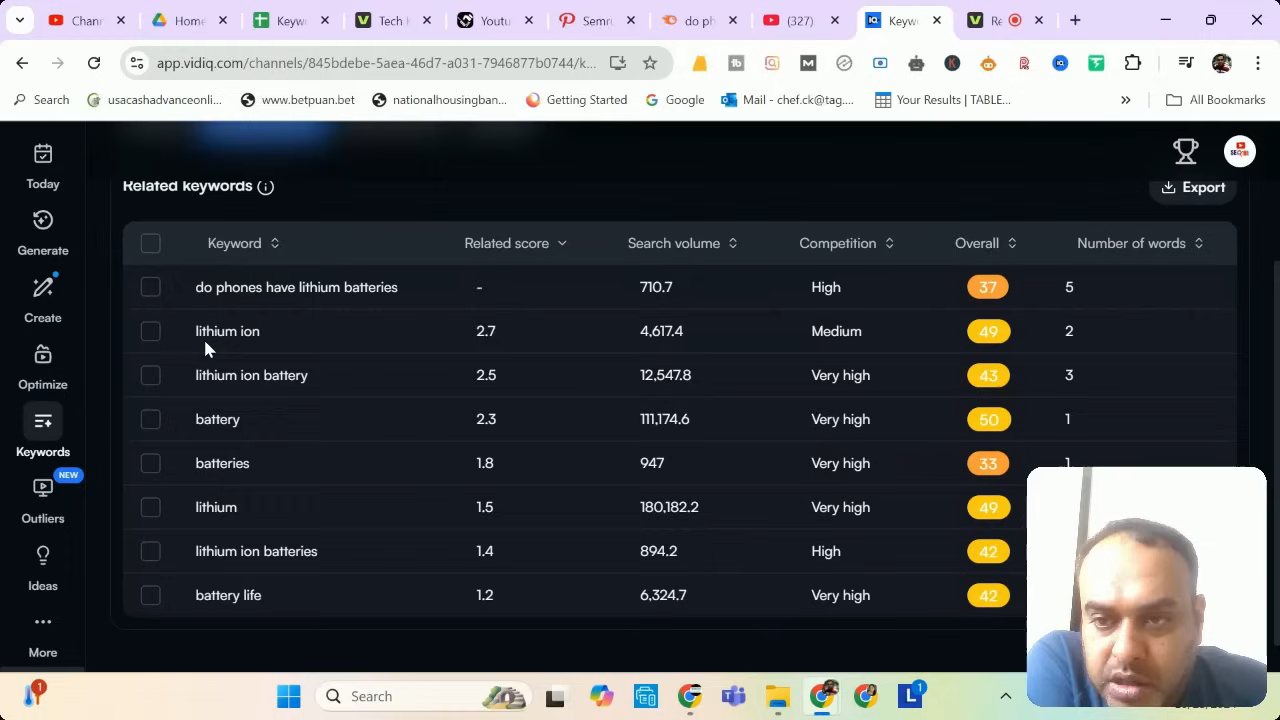 Chann
Home
Keyw
Tech K
Youtu
Semru
do ph
(327)
Keyw
Re
app.vidiq.com/channels/845bdebe-5aee-46d7-a031-7946877b0744/k...
Search
usacashadvanceonli...
www.betpuan.bet
nationalhousingban...
Getting Started
Google
Mail - chef.ck@tag....
Your Results | TABLE...
All Bookmarks
Today
Generate
Create
Optimize
Keywords
NEW
Outliers
Ideas
More
Related keywords
Export
Keyword Related score Search volume Competition Overall Number of words
do phones have lithium batteries - 710.7 High 37 5
lithium ion 2.7 4,617.4 Medium 49 2
lithium ion battery 2.5 12,547.8 Very high 43 3
battery 2.3 111,174.6 Very high 50 1
batteries 1.8 947 Very high 33 1
lithium 1.5 180,182.2 Very high 49
lithium ion batteries 1.4 894.2 High 42
battery life 1.2 6,324.7 Very high 42
1
Search
1